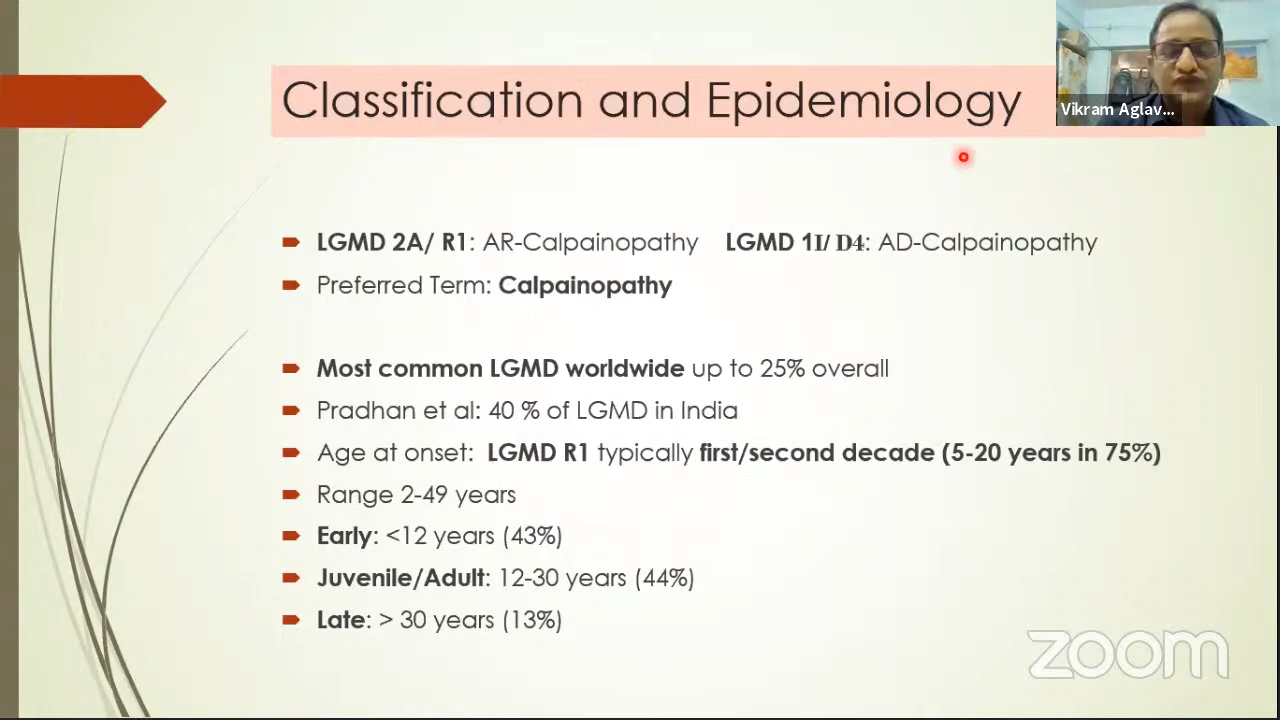 Classification and Epidemiology
Vikram Aglav...
LGMD 2A/ R1: AR-Calpainopathy LGMD 1I/ D4: AD-Calpainopathy
Preferred Term: Calpainopathy
Most common LGMD worldwide up to 25% overall
Pradhan et al: 40 % of LGMD in India
Age at onset: LGMD R1 typically first/second decade (5-20 years in 75%)
Range 2-49 years
Early: <12 years (43%)
Juvenile/Adult: 12-30 years (44%)
Late: > 30 years (13%)
zoom